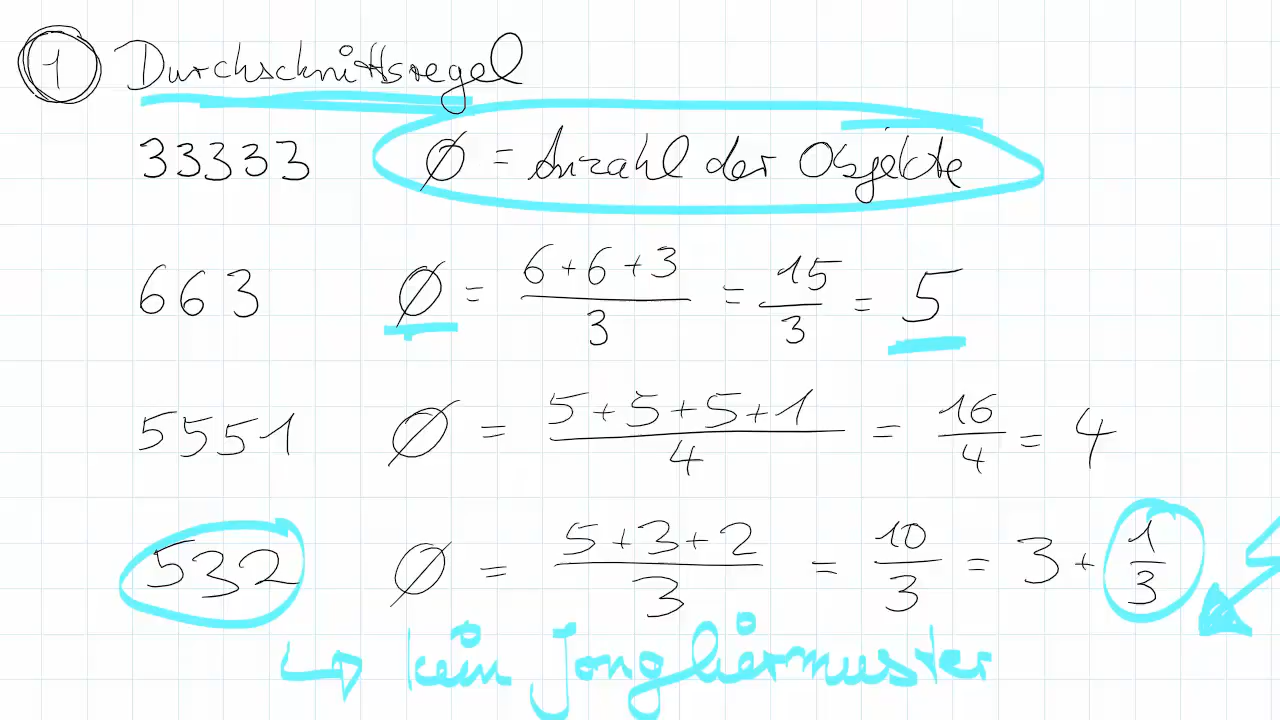 1 Durchschnittsregel
33333 Ø = Anzahl der Objekte
663 Ø = (6+6+3)/3 = 15/3 = 5
5551 Ø = (5+5+5+1)/4 = 16/4 = 4
532 Ø = (5+3+2)/3 = 10/3 = 3 + 1/3
↳ kein Jongliermuster